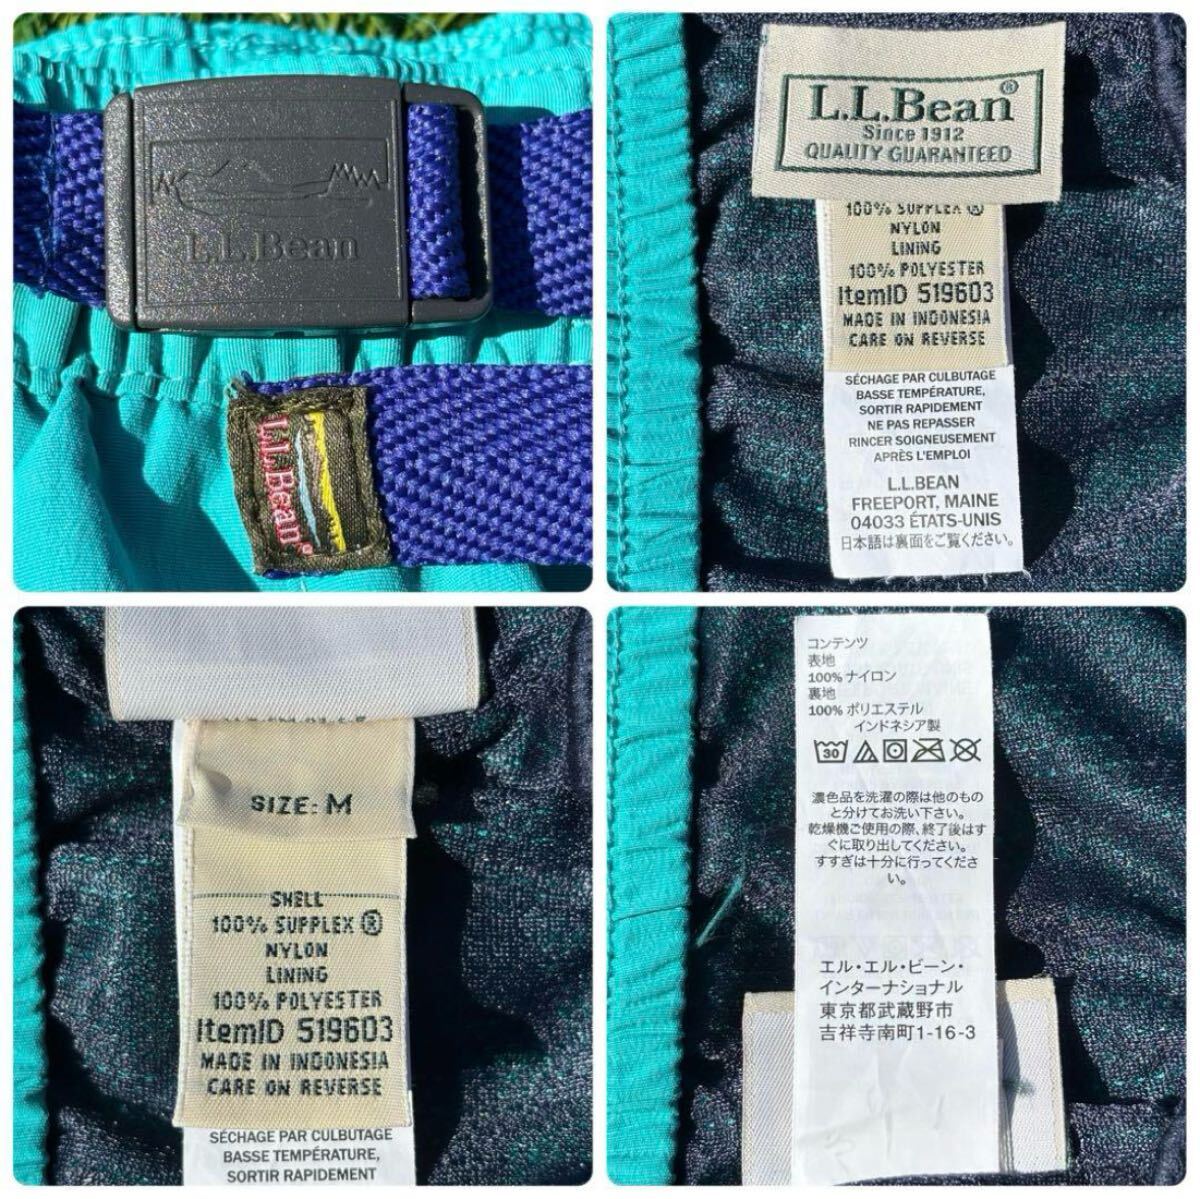 L.L.Bean
L.L.Bean®
L.L.Bean®
Since 1912
QUALITY GUARANTEED
100% SUPPLEX ®
NYLON
LINING
100% POLYESTER
ItemID 519603
MADE IN INDONESIA
CARE ON REVERSE
SÉCHAGE PAR CULBUTAGE
BASSE TEMPÉRATURE,
SORTIR RAPIDEMENT
NE PAS REPASSER
RINCER SOIGNEUSEMENT
APRÈS L'EMPLOI
L.L.BEAN
FREEPORT, MAINE
04033 ÉTATS-UNIS
日本語は裏面をご覧ください。
SIZE: M
SHELL
100% SUPPLEX ®
NYLON
LINING
100% POLYESTER
ItemID 519603
MADE IN INDONESIA
CARE ON REVERSE
SÉCHAGE PAR CULBUTAGE
BASSE TEMPÉRATURE,
SORTIR RAPIDEMENT
コンテンツ
表地
100% ナイロン
裏地
100% ポリエステル
インドネシア製
30
濃色品を洗濯の際は他のもの
と分けてお洗い下さい。
乾燥機ご使用の際、終了後はす
ぐに取り出してください。
すすぎは十分に行ってくださ
い。
エル・エル・ビーン・
インターナショナル
東京都武蔵野市
吉祥寺南町1-16-3